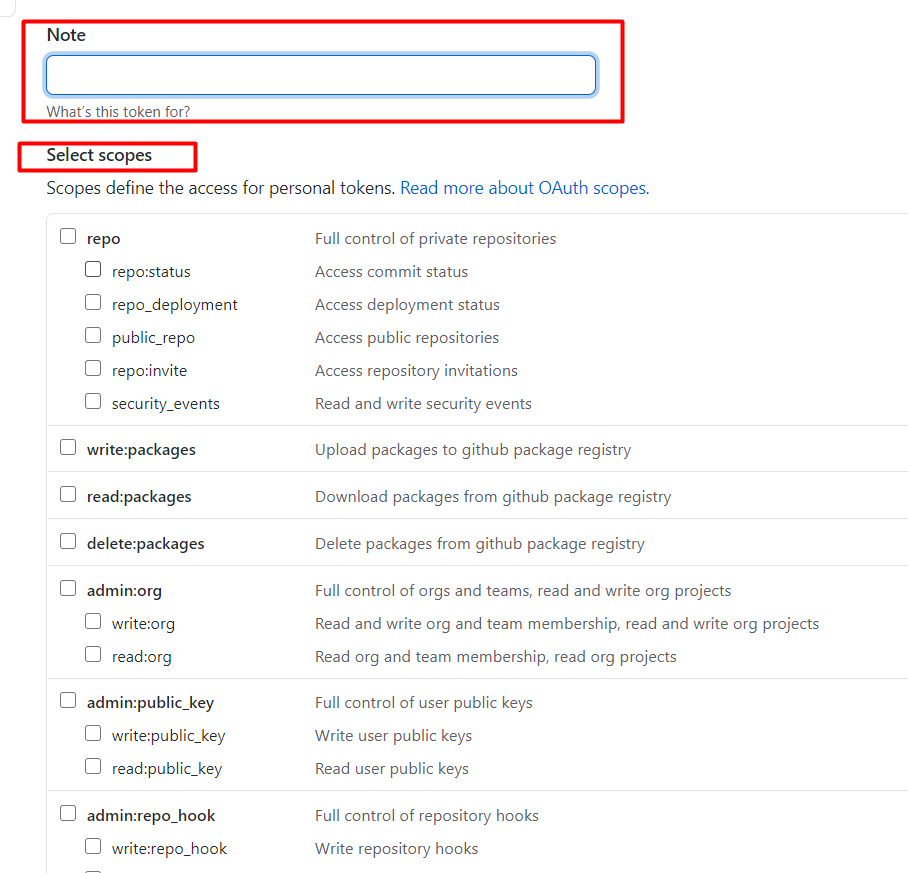 Note
What's this token for?
Select scopes
Scopes define the access for personal tokens. Read more about OAuth scopes.
repo Full control of private repositories
repo:status Access commit status
repo_deployment Access deployment status
public_repo Access public repositories
repo:invite Access repository invitations
security_events Read and write security events
write:packages Upload packages to github package registry
read:packages Download packages from github package registry
delete:packages Delete packages from github package registry
admin:org Full control of orgs and teams, read and write org projects
write:org Read and write org and team membership, read and write org projects
read:org Read org and team membership, read org projects
admin:public_key Full control of user public keys
write:public_key Write user public keys
read:public_key Read user public keys
admin:repo_hook Full control of repository hooks
write:repo_hook Write repository hooks